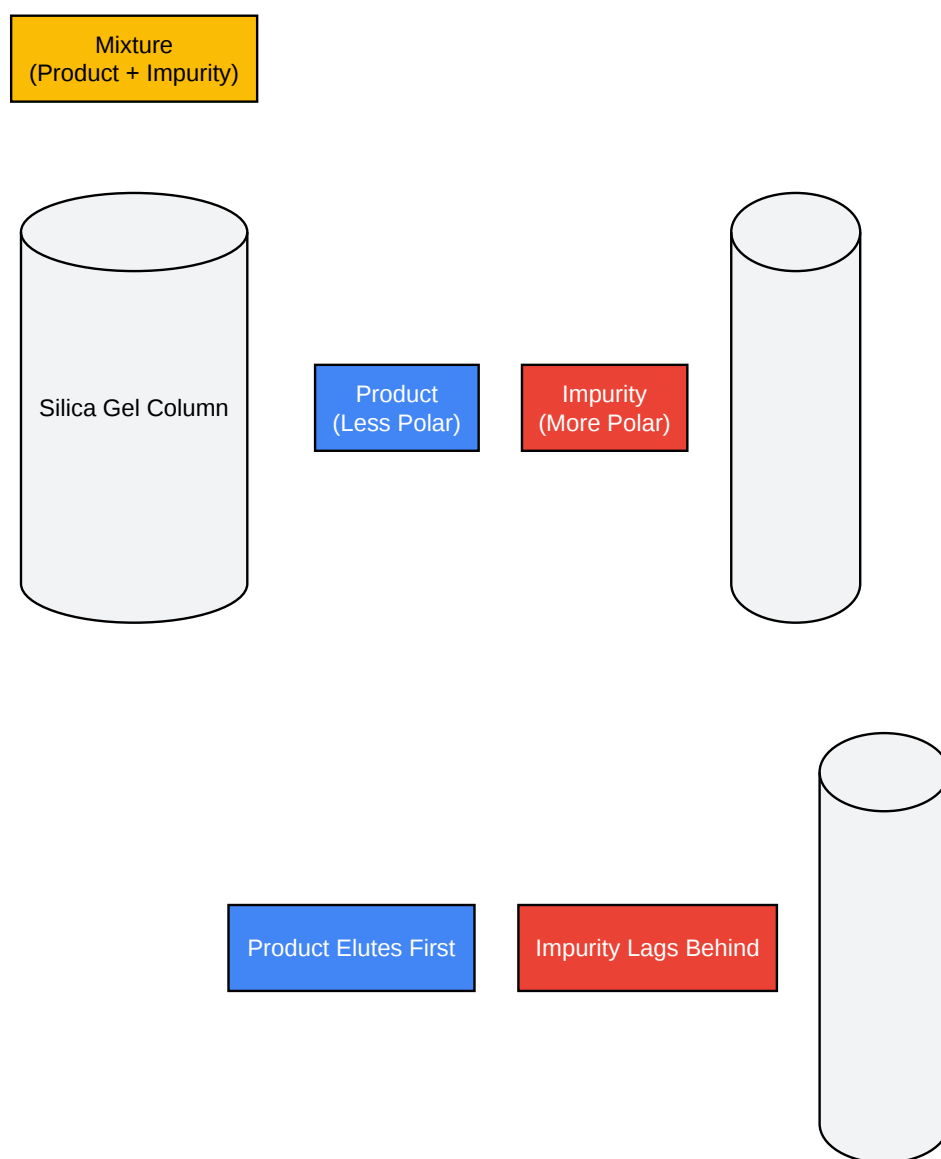 Mixture
(Product + Impurity)
Silica Gel Column
Product
(Less Polar)
Impurity
(More Polar)
Product Elutes First
Impurity Lags Behind